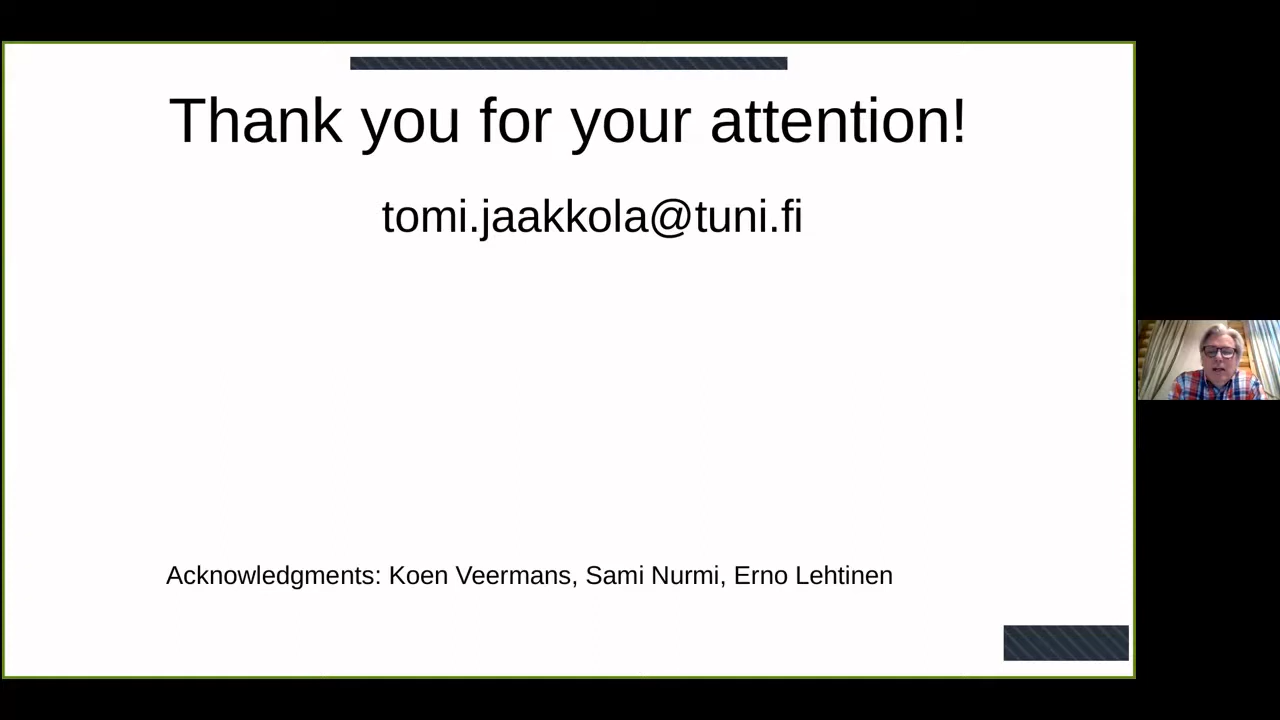 Thank you for your attention!
tomi.jaakkola@tuni.fi
Acknowledgments: Koen Veermans, Sami Nurmi, Erno Lehtinen